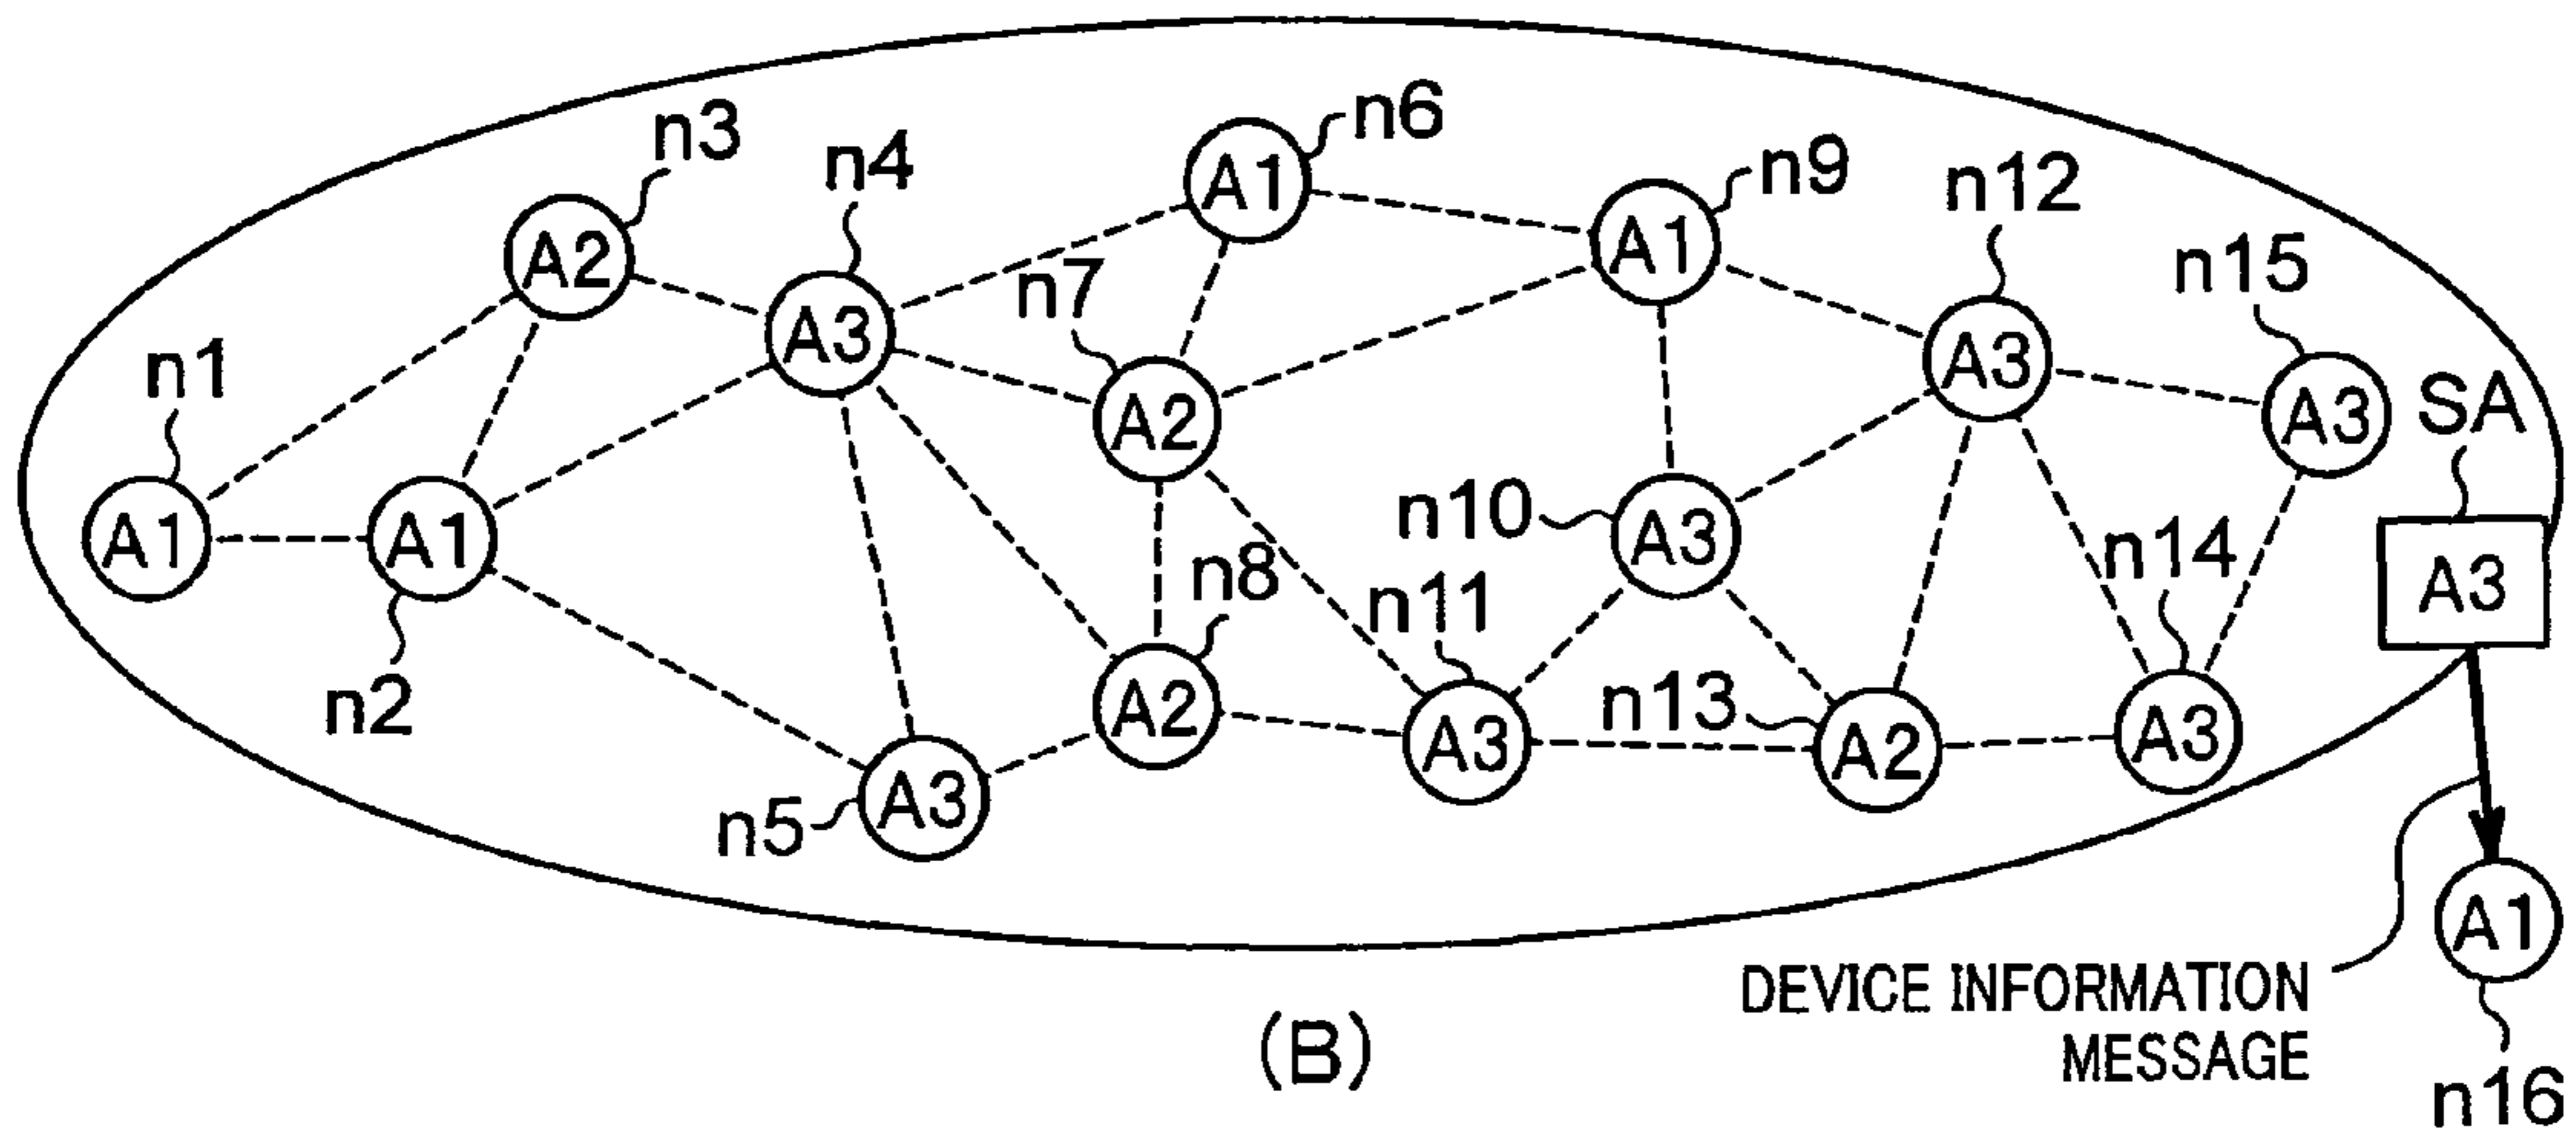 n3
n4
n6
n9
n12
n15
n1
n7
SA
A2
A3
A1
A1
A3
A3
A2
A1
A1
n10
A3
n14
A3
n8
n11
n2
n13
A2
A3
A2
A3
n5
A3
A1
DEVICE INFORMATION
MESSAGE
(B)
n16